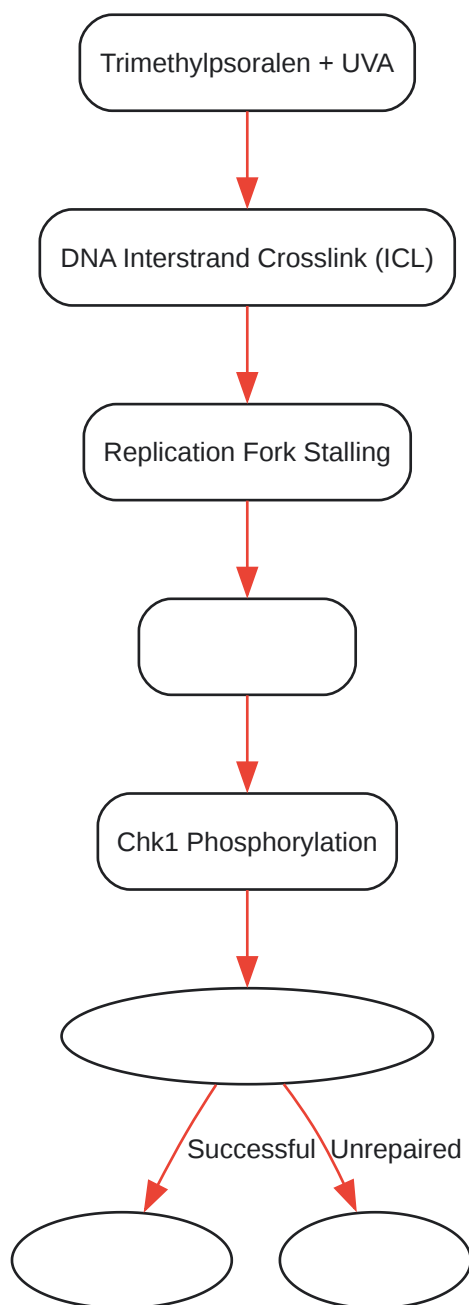 Trimethylpsoralen + UVA
DNA Interstrand Crosslink (ICL)
Replication Fork Stalling
Chk1 Phosphorylation
Successful
Unrepaired